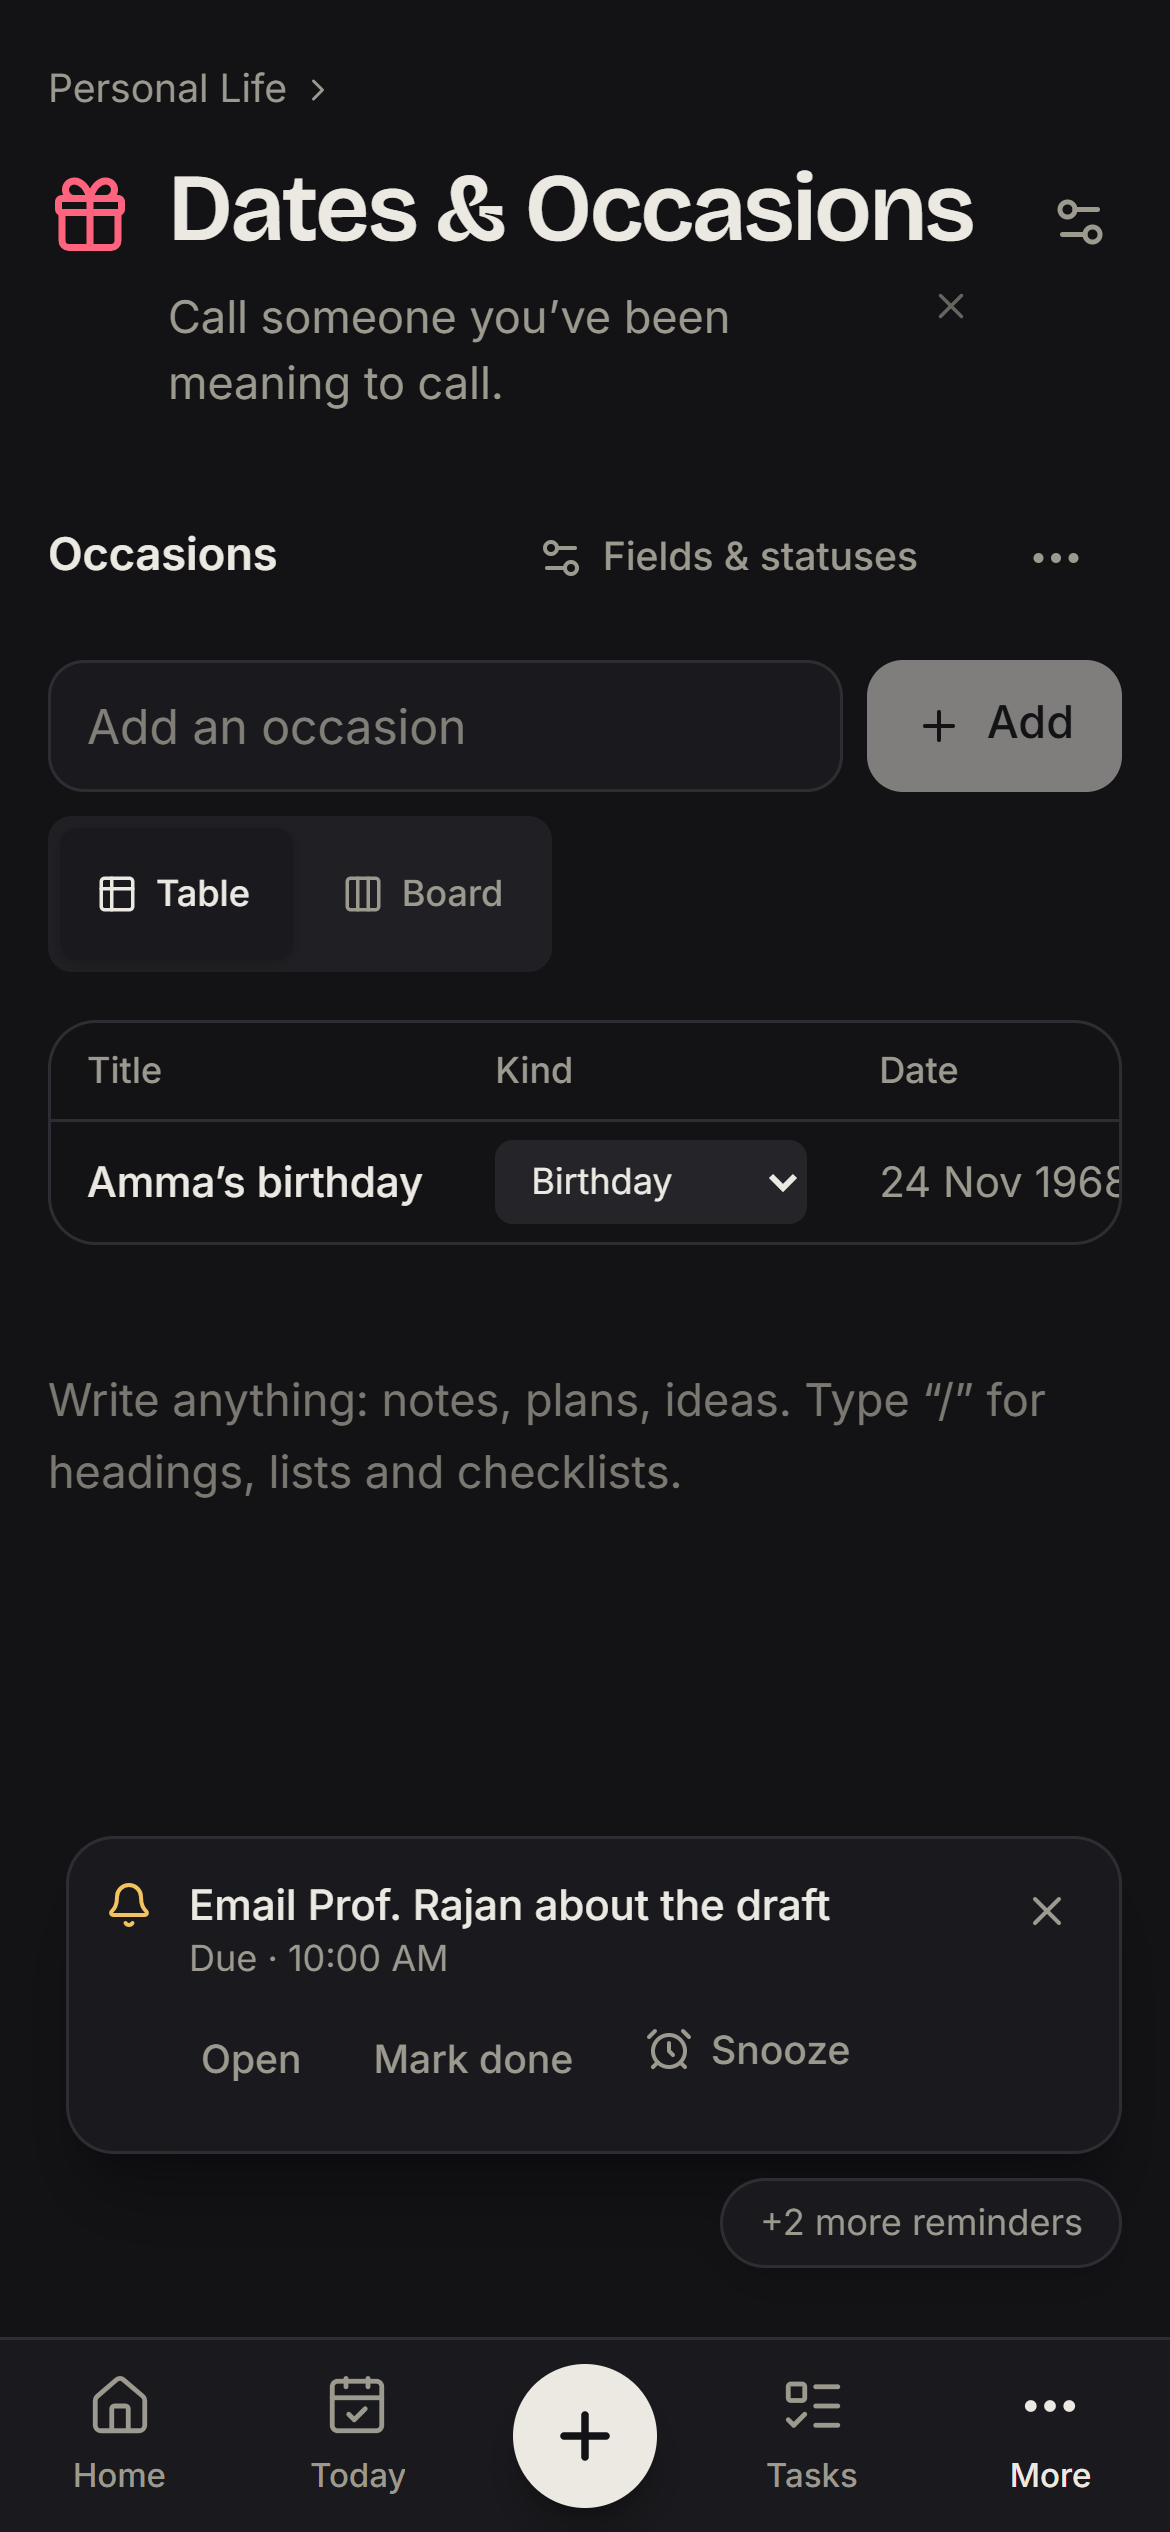 Personal Life
Dates & Occasions
Call someone you’ve been
meaning to call.
Occasions
Fields & statuses
Add an occasion
Add
Table
Board
Title Kind Date
Amma’s birthday Birthday 24 Nov 1968
Write anything: notes, plans, ideas. Type “/” for
headings, lists and checklists.
Email Prof. Rajan about the draft
Due · 10:00 AM
Open Mark done Snooze
+2 more reminders
Home Today Tasks More